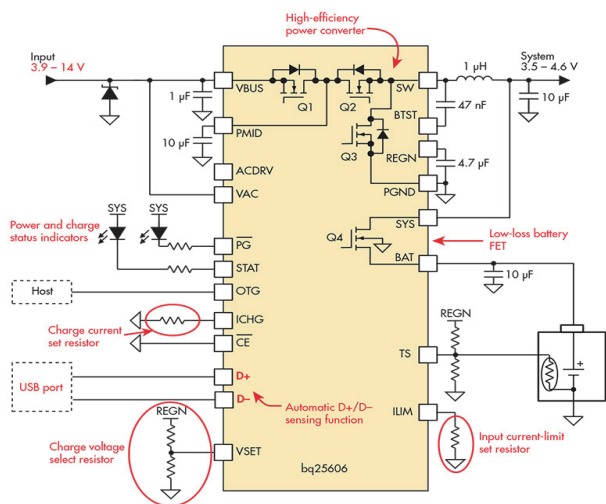 High-efficiency
power converter
Input
3.9 – 14 V
System
3.5 – 4.6 V
1 µH
1 µF
VBUS
Q1
Q2
SW
10 µF
47 nF
BTST
10 µF
PMID
Q3
REGN
4.7 µF
ACDRV
VAC
PGND
SYS
SYS
SYS
Power and charge
status indicators
PG
Q4
Low-loss battery
FET
STAT
BAT
Host
OTG
10 µF
ICHG
Charge current
set resistor
CE
REGN
TS
+
USB port
D+
D–
Automatic D+/D–
sensing function
ILIM
REGN
Charge voltage
select resistor
VSET
Input current-limit
set resistor
bq25606